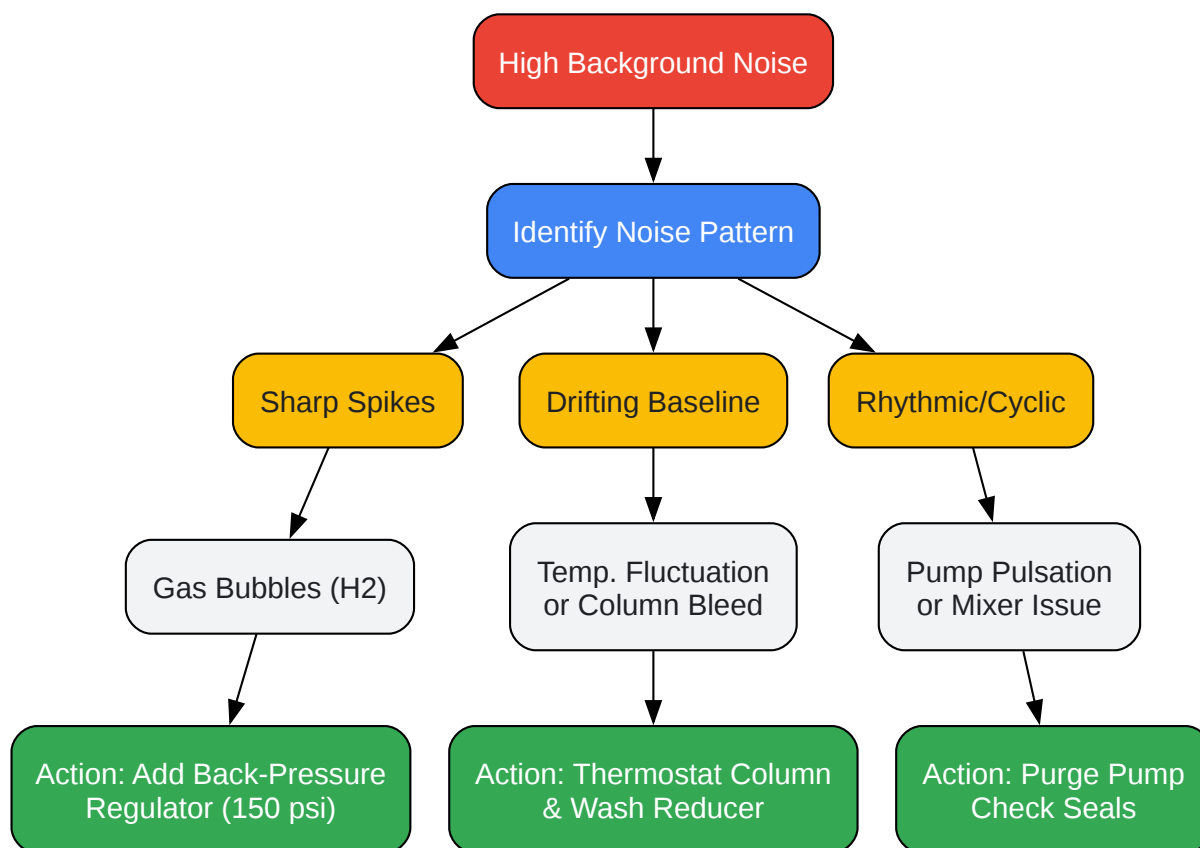 High Background Noise
Identify Noise Pattern
Sharp Spikes
Drifting Baseline
Rhythmic/Cyclic
Gas Bubbles (H2)
Temp. Fluctuation
or Column Bleed
Pump Pulsation
or Mixer Issue
Action: Add Back-Pressure
Regulator (150 psi)
Action: Thermostat Column
& Wash Reducer
Action: Purge Pump
Check Seals